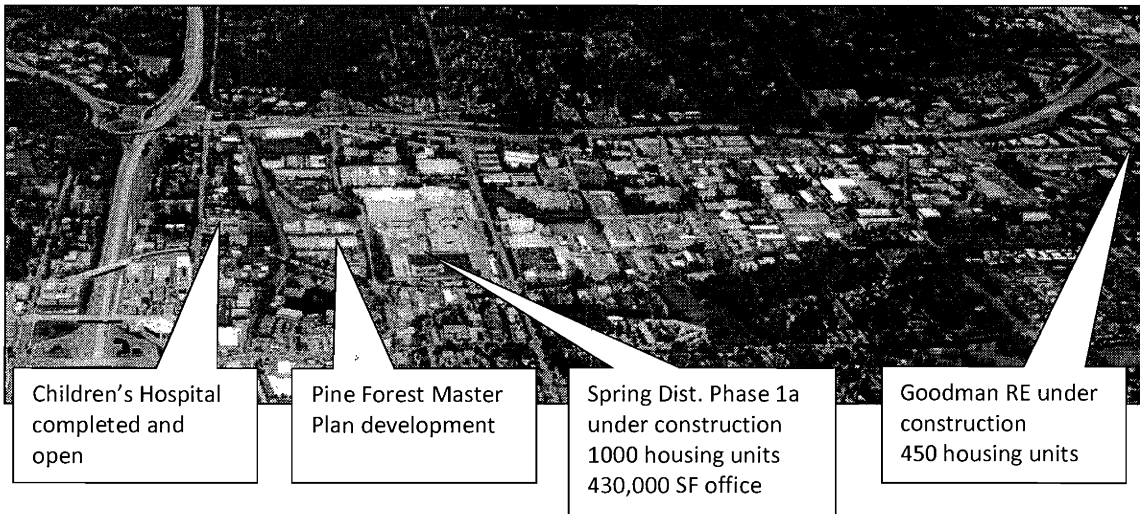 Children's Hospital
completed and
open
Pine Forest Master
Plan development
Spring Dist. Phase 1a
under construction
1000 housing units
430,000 SF office
Goodman RE under
construction
450 housing units